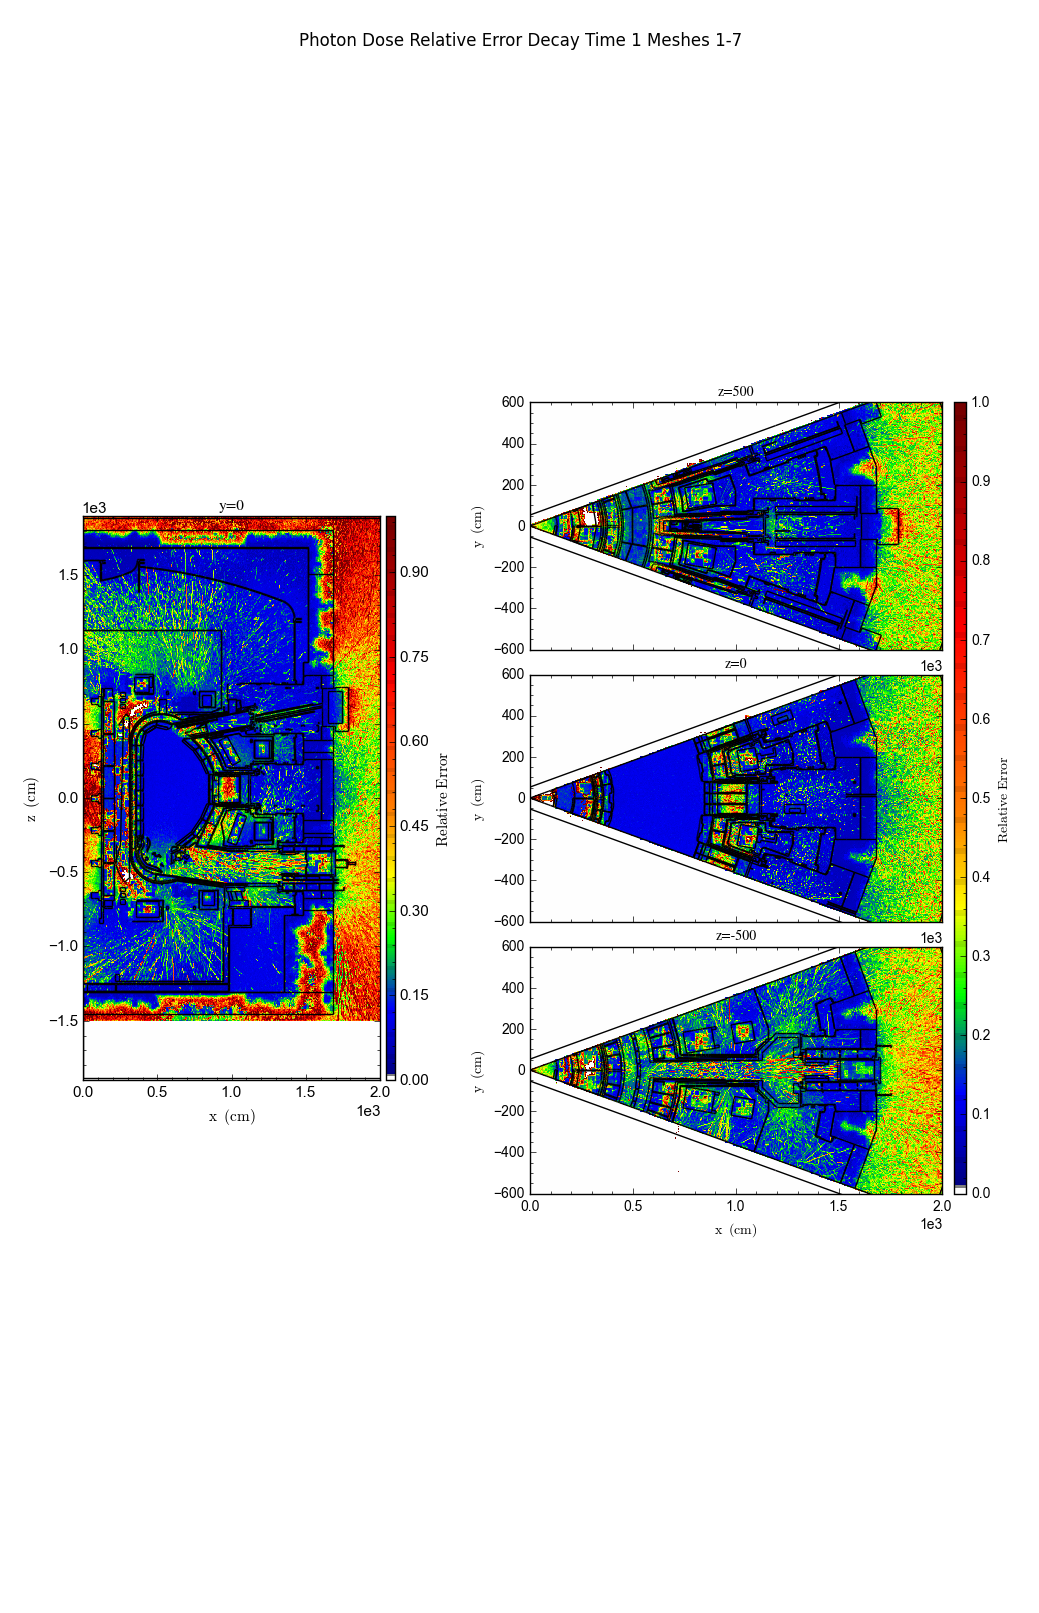 Photon Dose Relative Error Decay Time 1 Meshes 1-7
y=0
1e3
1.5
1.0
0.5
0.0
−0.5
−1.0
−1.5
z (cm)
0.0 0.5 1.0 1.5 2.0
1e3
x (cm)
0.90
0.75
0.60
0.45
0.30
0.15
0.00
Relative Error
z=500
600
400
200
0
−200
−400
−600
y (cm)
1e3
z=0
600
400
200
0
−200
−400
−600
y (cm)
1e3
z=-500
600
400
200
0
−200
−400
−600
y (cm)
0.0 0.5 1.0 1.5 2.0
1e3
x (cm)
1.0
0.9
0.8
0.7
0.6
0.5
0.4
0.3
0.2
0.1
0.0
Relative Error